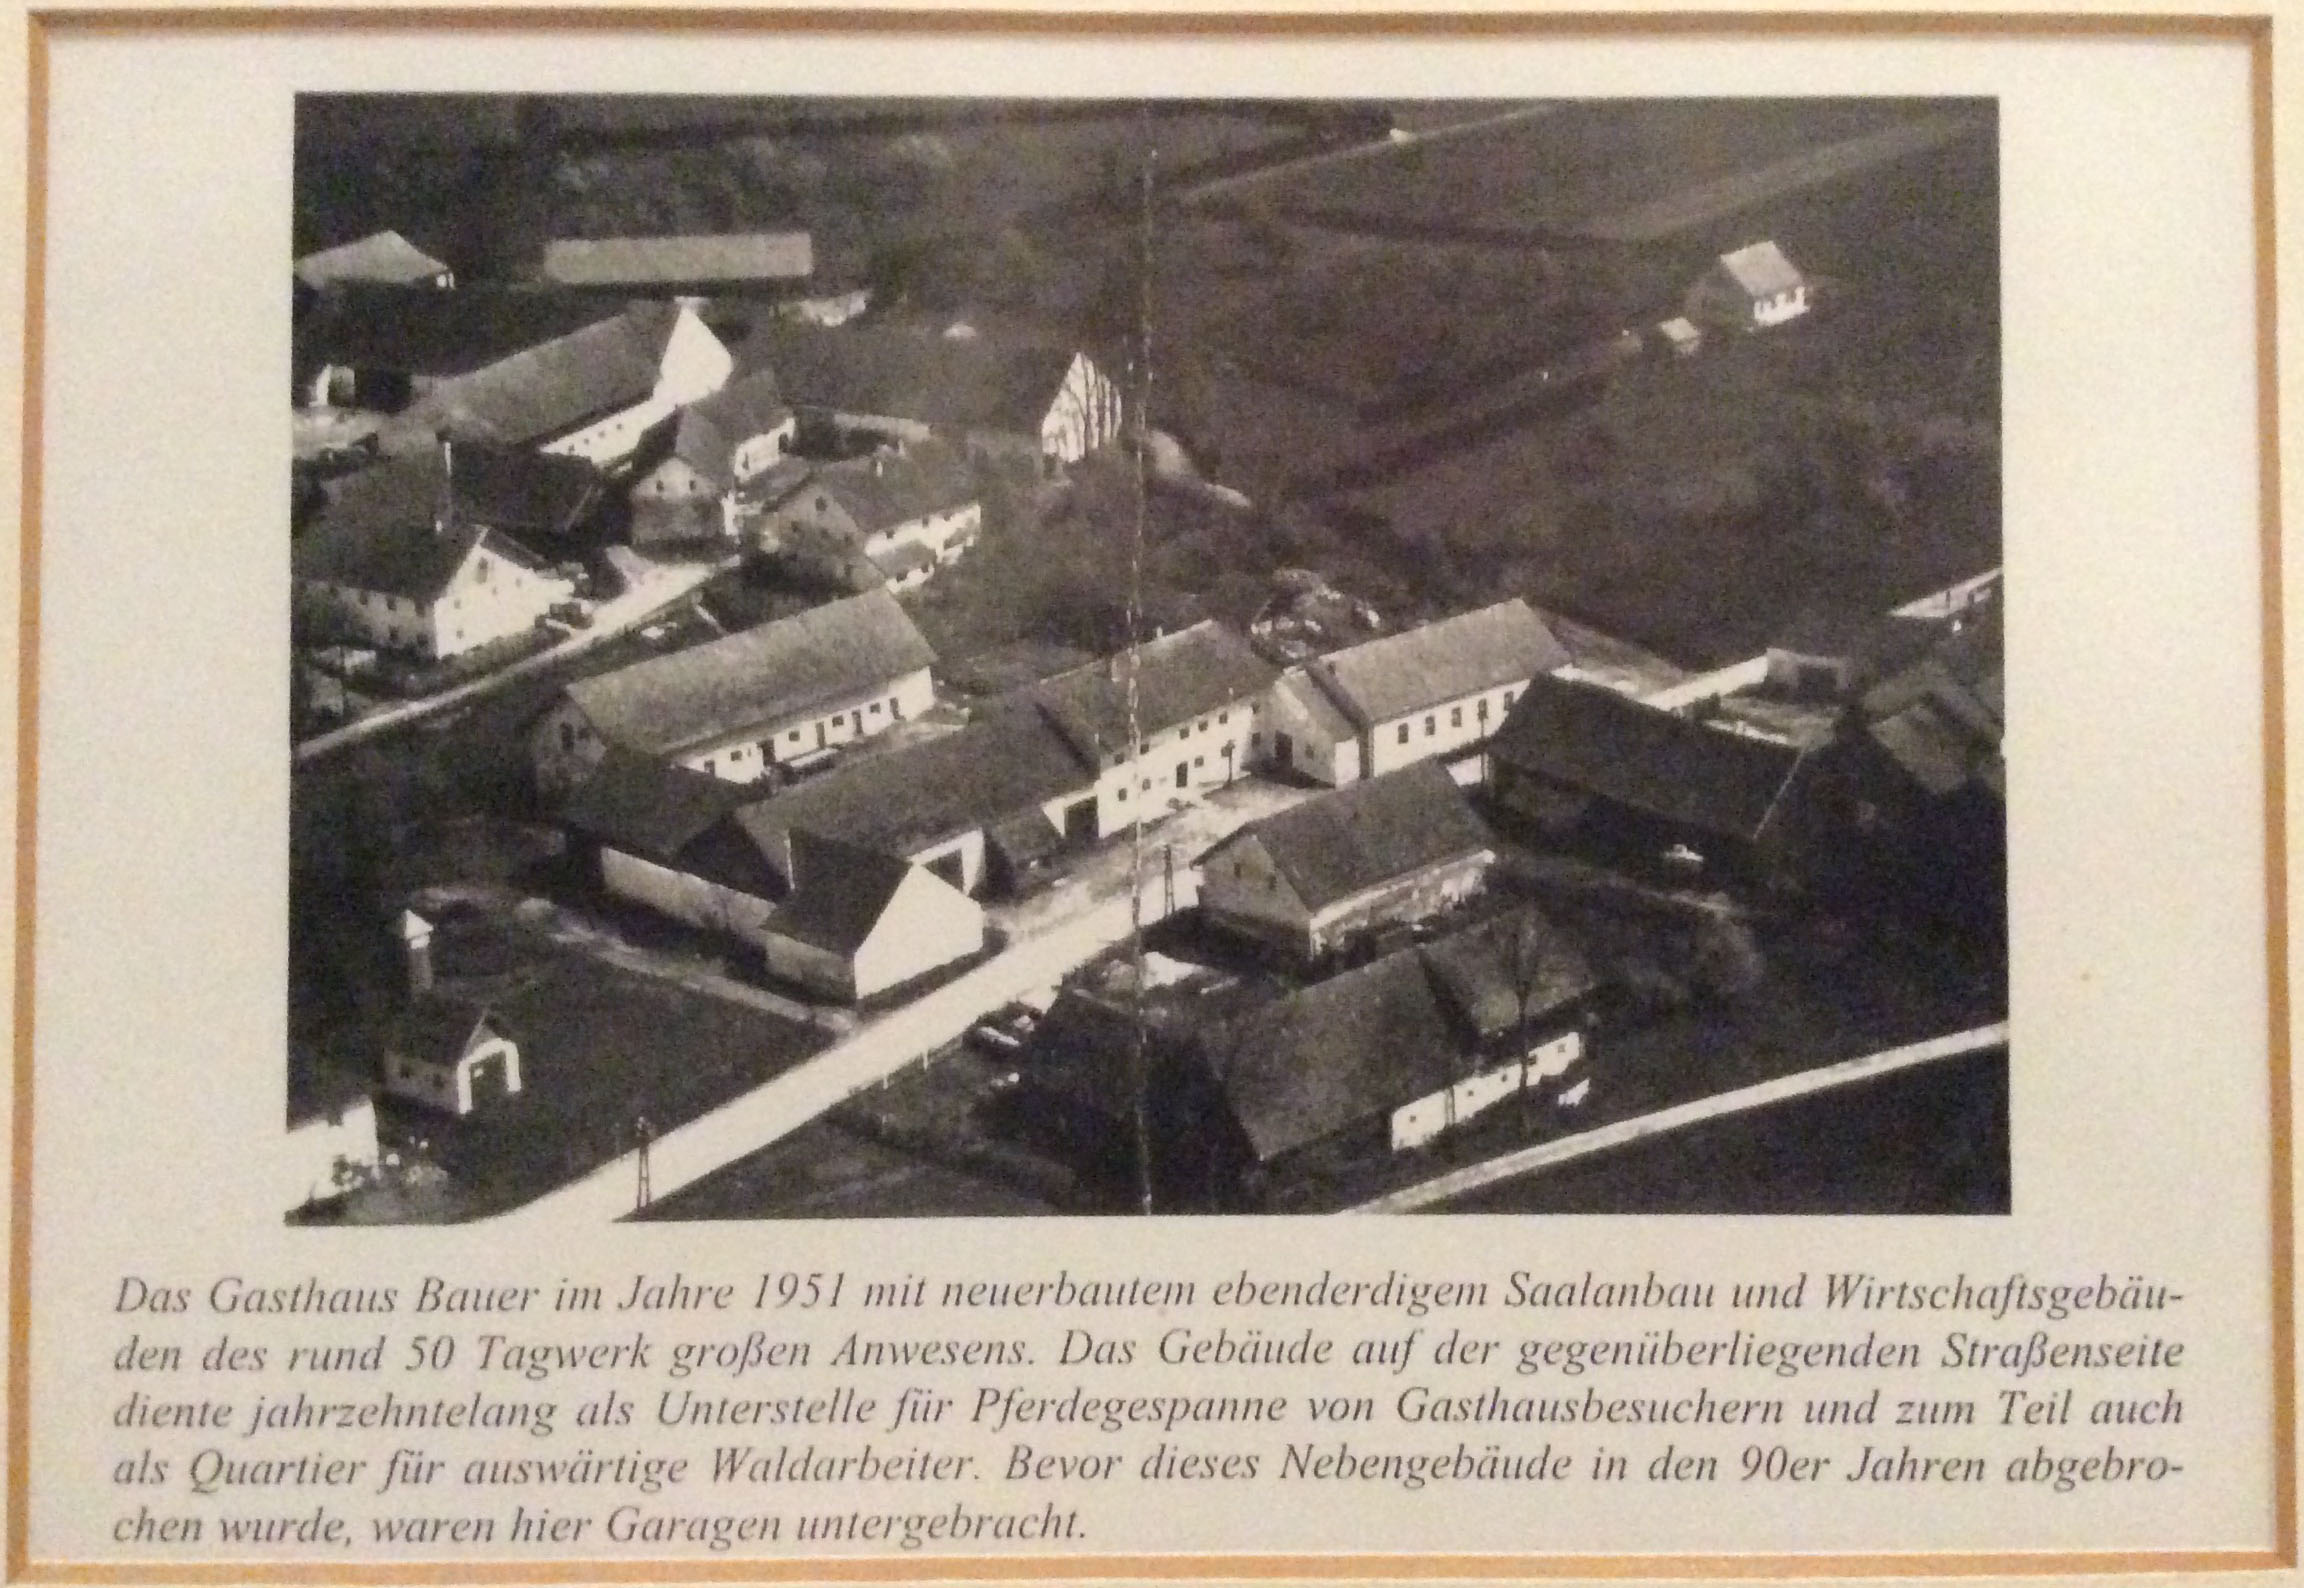 Das Gasthaus Bauer im Jahre 1951 mit neuerbautem ebenderdigem Saalanbau und Wirtschaftsgebäu-
den des rund 50 Tagwerk großen Anwesens. Das Gebäude auf der gegenüberliegenden Straßenseite
diente jahrzehntelang als Unterstelle für Pferdegespanne von Gasthausbesuchern und zum Teil auch
als Quartier für auswärtige Waldarbeiter. Bevor dieses Nebengebäude in den 90er Jahren abgebro-
chen wurde, waren hier Garagen untergebracht.